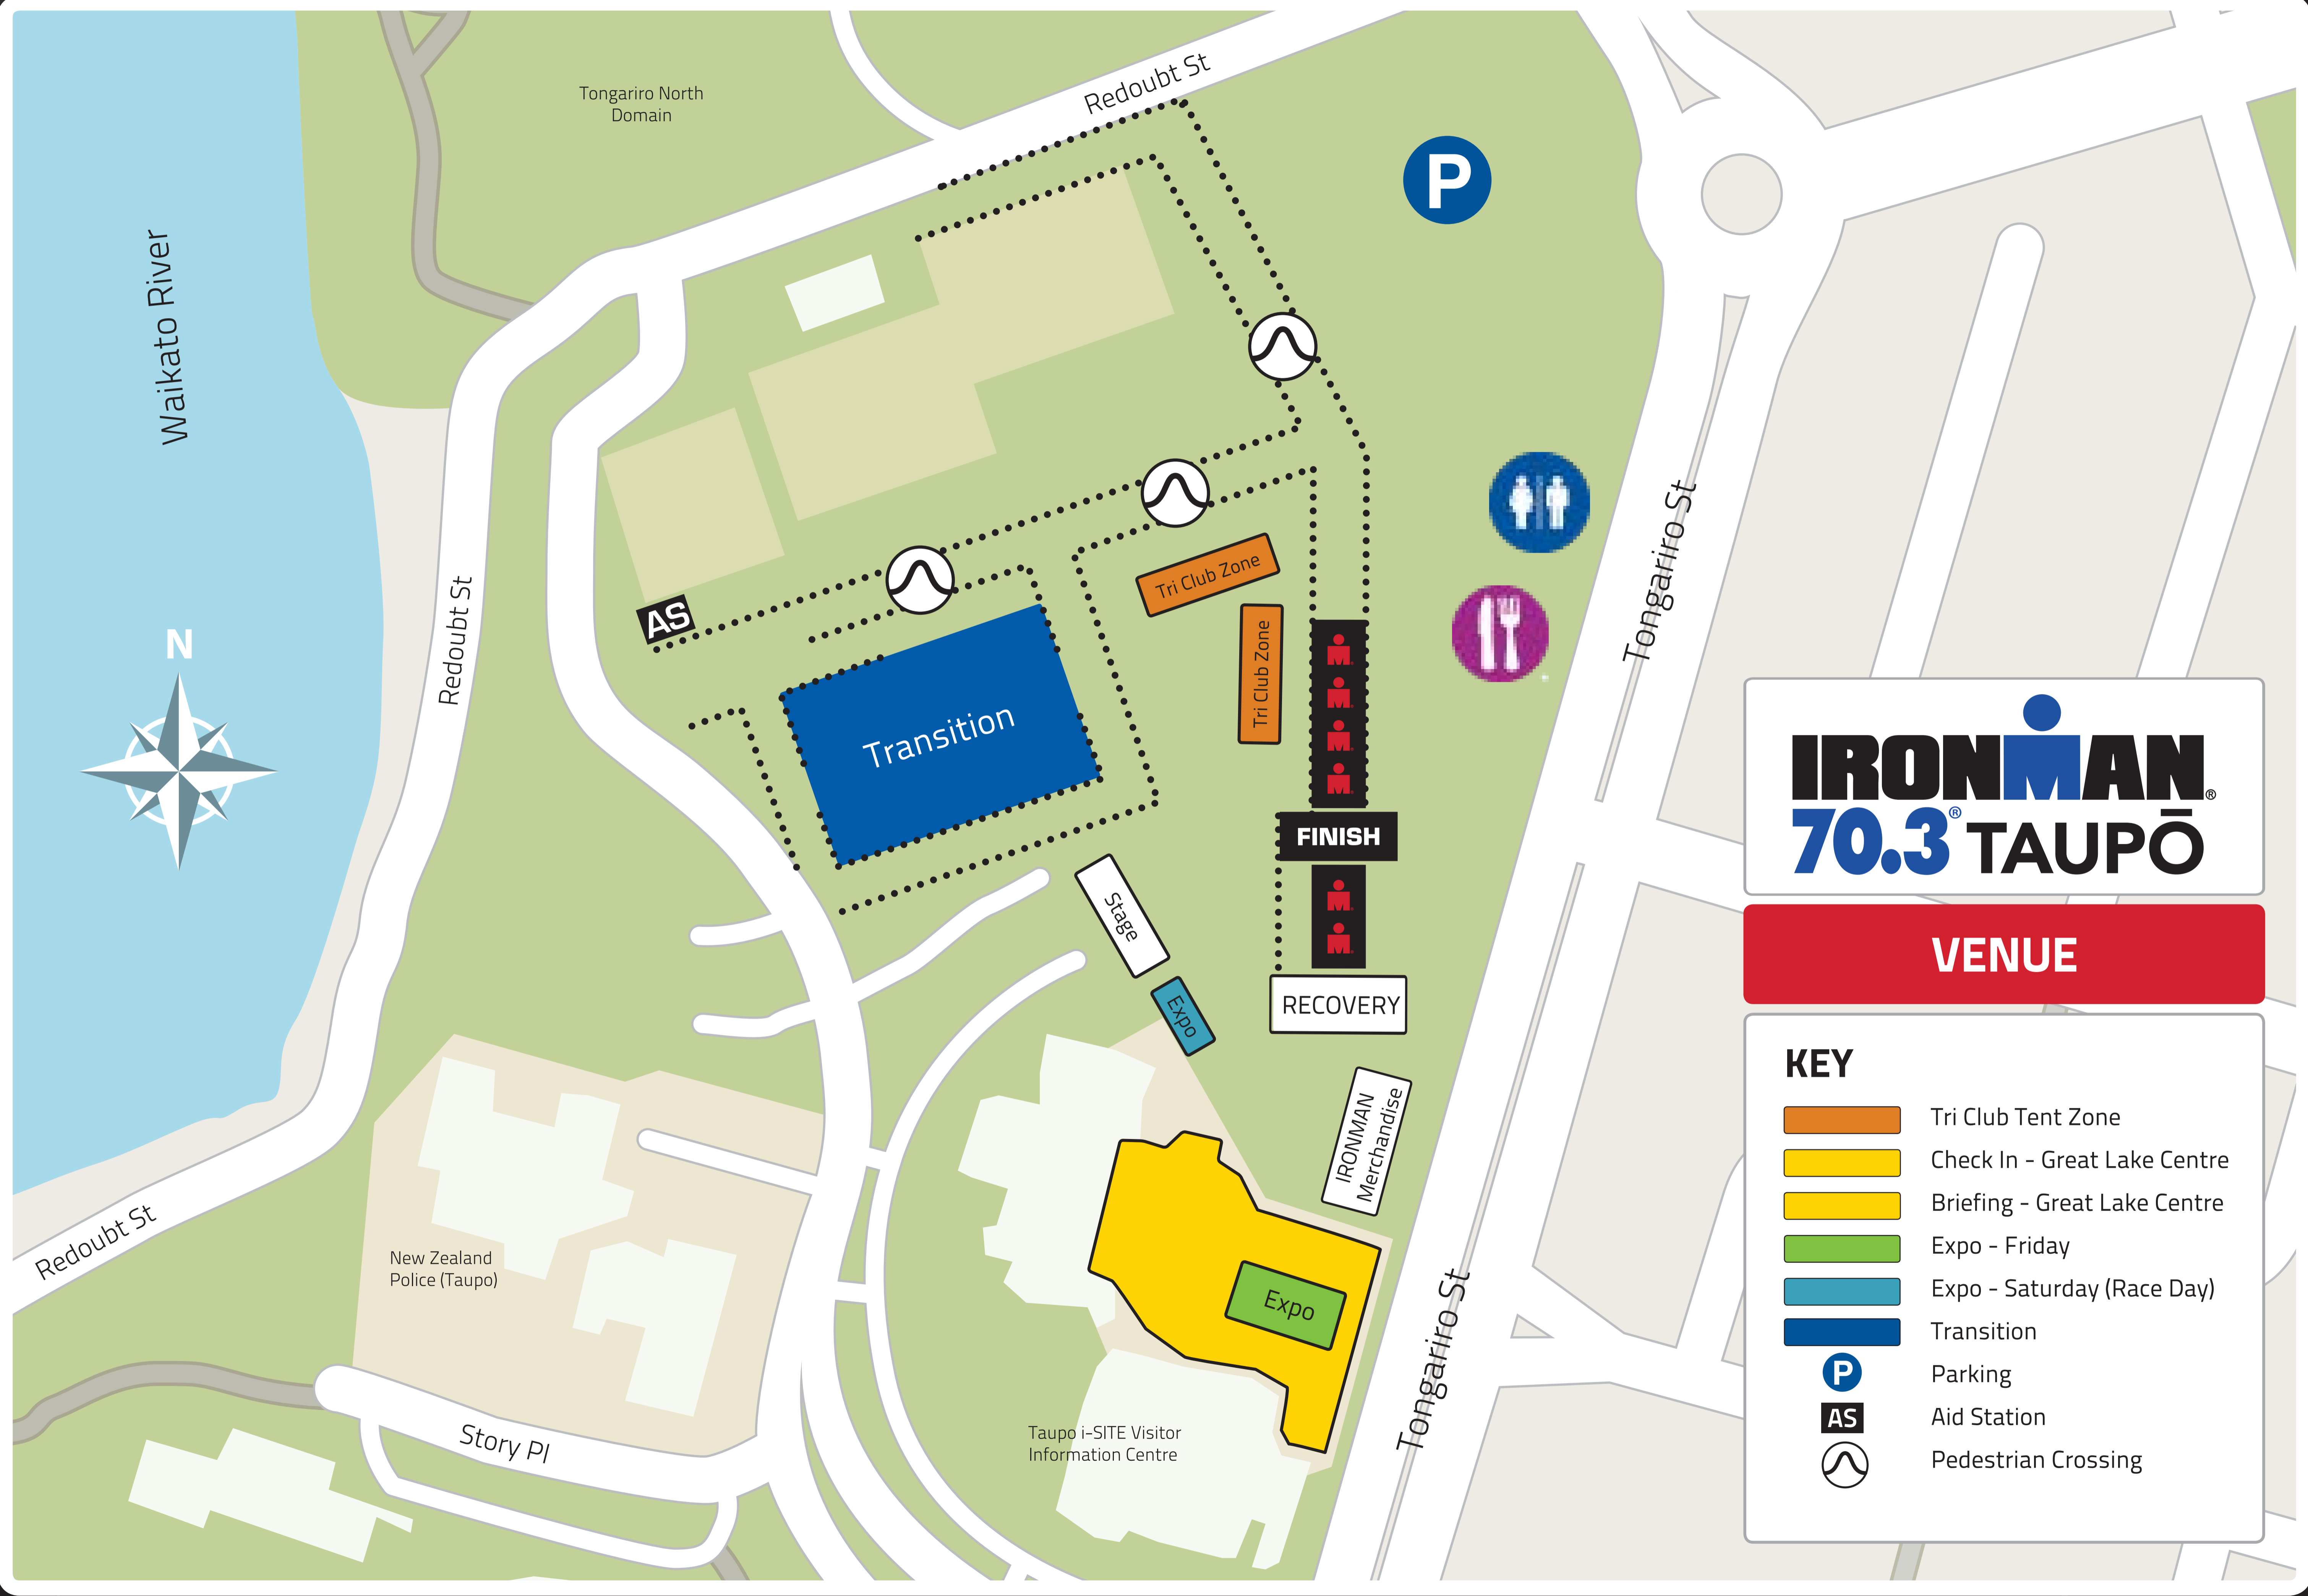 Tongariro North
Domain
Redoubt St
P
Waikato River
Tongariro St
Redoubt St
N
AS
Tri Club Zone
Tri Club Zone
Transition
FINISH
Stage
Expo
RECOVERY
IRONMAN
Merchandise
Expo
Redoubt St
New Zealand
Police (Taupo)
Story Pl
Taupo i-SITE Visitor
Information Centre
Tongariro St
IRONMAN®
70.3® TAUPŌ
VENUE
KEY
Tri Club Tent Zone
Check In - Great Lake Centre
Briefing - Great Lake Centre
Expo - Friday
Expo - Saturday (Race Day)
Transition
P Parking
AS Aid Station
Pedestrian Crossing